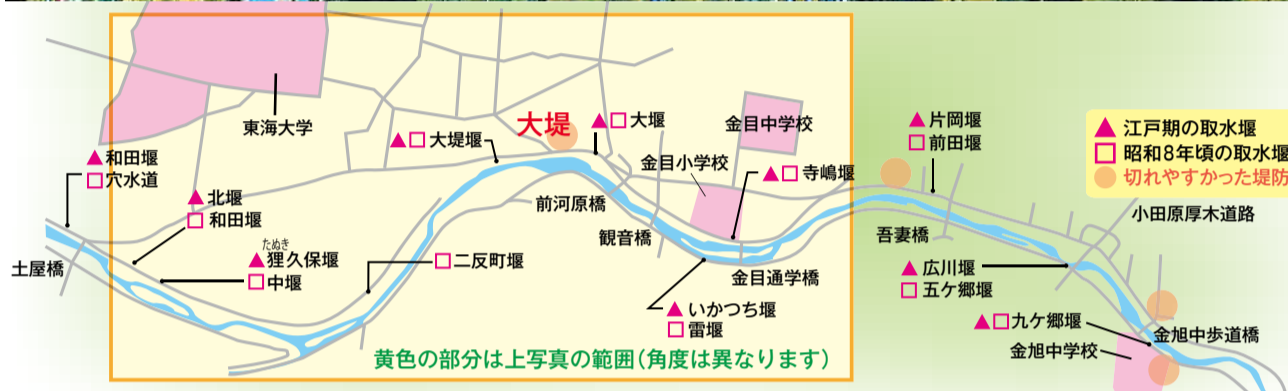 東海大学
▲和田堰
□穴水道
土屋橋
▲北堰
□和田堰
たぬき
▲狸久保堰
□中堰
▲□大堤堰
大堤
▲□大堰
金目中学校
金目小学校
▲□寺嶋堰
前河原橋
観音橋
金目通学橋
□二反町堰
▲いかつち堰
□雷堰
黄色の部分は上写真の範囲(角度は異なります)
▲片岡堰
□前田堰
吾妻橋
▲江戸期の取水堰
□昭和8年頃の取水堰
切れやすかった堤防
小田原厚木道路
▲広川堰
□五ケ郷堰
▲□九ケ郷堰
金旭中歩道橋
金旭中学校